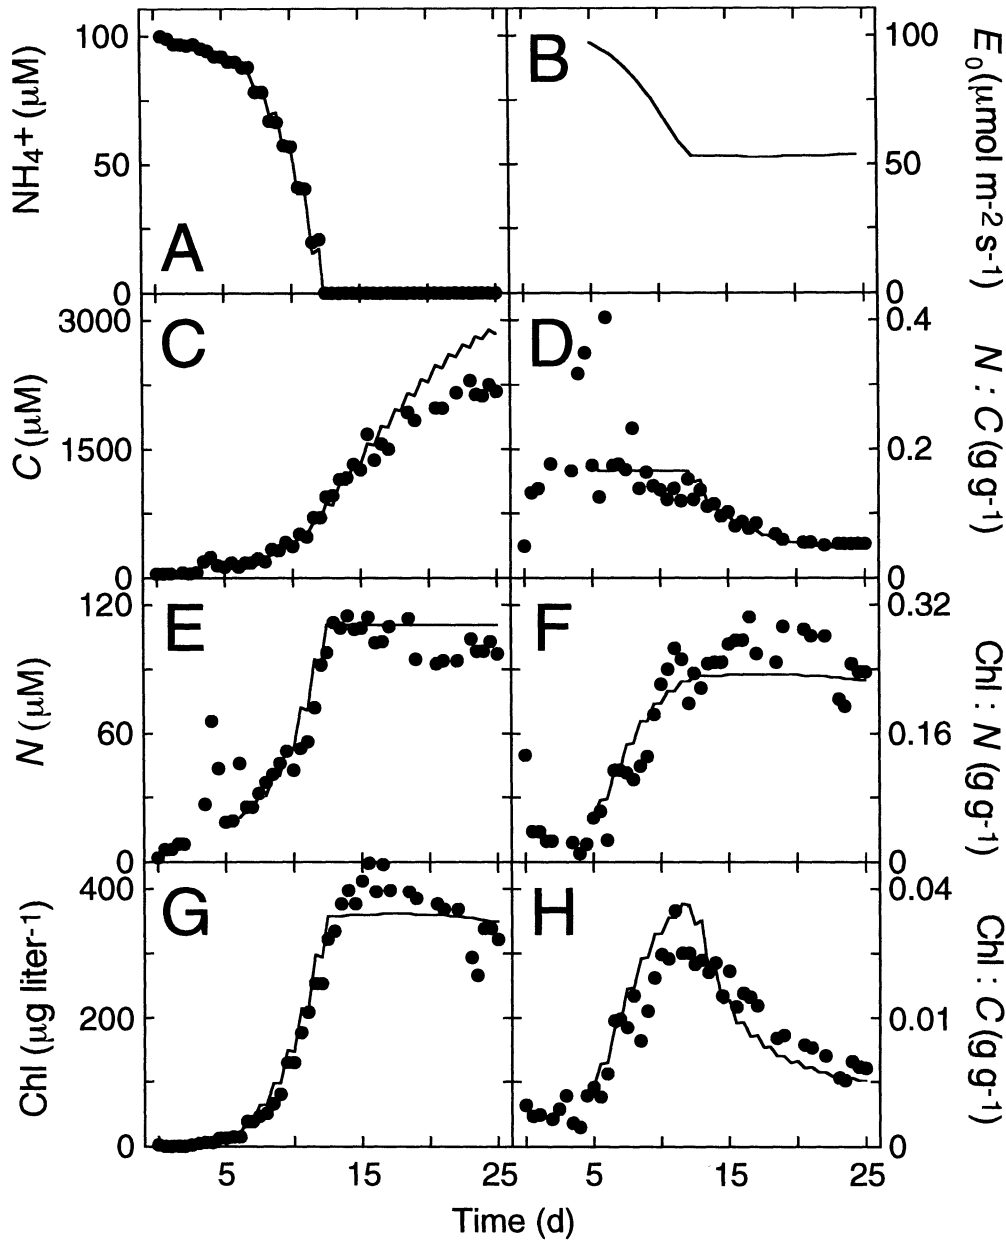 A
NH4+ (μM)
100
50
0
B
E0 (μmol m-2 s-1)
100
50
0
C
C (μM)
3000
1500
0
D
N : C (g g-1)
0.4
0.2
0
E
N (μM)
120
60
0
F
Chl : N (g g-1)
0.32
0.16
0
G
Chl (μg liter-1)
400
200
0
H
Chl : C (g g-1)
0.04
0.01
0
5 15 25
5 15 25
Time (d)